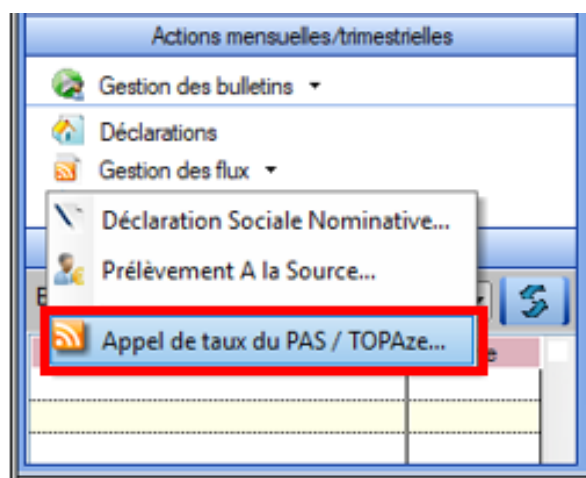 Actions mensuelles/trimestrielles
Gestion des bulletins
Déclarations
Gestion des flux
Déclaration Sociale Nominative...
Prélèvement A la Source...
Appel de taux du PAS / TOPAze...